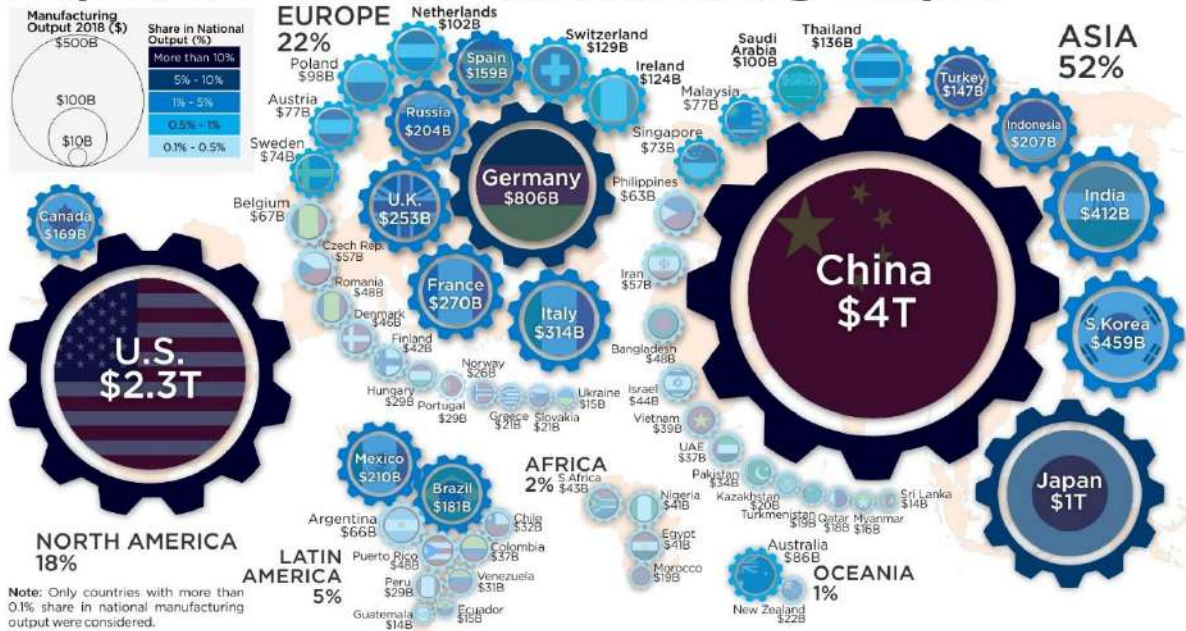 Manufacturing
Output 2018 ($)
$500B
$100B
$10B
Share in National
Output (%)
More than 10%
5% - 10%
1% - 5%
0.5% - 1%
0.1% - 0.5%
EUROPE
22%
Netherlands
$102B
Switzerland
$129B
Spain
$159B
Ireland
$124B
Poland
$98B
Russia
$204B
Austria
$77B
Sweden
$74B
Germany
$806B
U.K.
$253B
Belgium
$67B
Czech Rep.
$57B
Romania
$48B
Denmark
$46B
France
$270B
Italy
$314B
Finland
$42B
Hungary
$29B
Portugal
$29B
Norway
$26B
Greece
$21B
Slovakia
$21B
Ukraine
$15B
ASIA
52%
Saudi
Arabia
$100B
Thailand
$136B
Turkey
$147B
Malaysia
$77B
Indonesia
$207B
Singapore
$73B
Philippines
$63B
India
$412B
Iran
$57B
China
$4T
S.Korea
$459B
Bangladesh
$48B
Israel
$44B
Vietnam
$39B
UAE
$37B
Pakistan
$34B
Kazakhstan
$20B
Turkmenistan
$19B
Qatar
$18B
Myanmar
$16B
Sri Lanka
$14B
Japan
$1T
Canada
$169B
U.S.
$2.3T
NORTH AMERICA
18%
Mexico
$210B
Brazil
$181B
Argentina
$66B
Chile
$32B
Puerto Rico
$48B
Colombia
$37B
LATIN
AMERICA
5%
Peru
$29B
Venezuela
$31B
Guatemala
$14B
Ecuador
$15B
AFRICA
2%
S.Africa
$43B
Nigeria
$41B
Egypt
$41B
Morocco
$19B
Australia
$86B
OCEANIA
1%
New Zealand
$22B
Note: Only countries with more than
0.1% share in national manufacturing
output were considered.